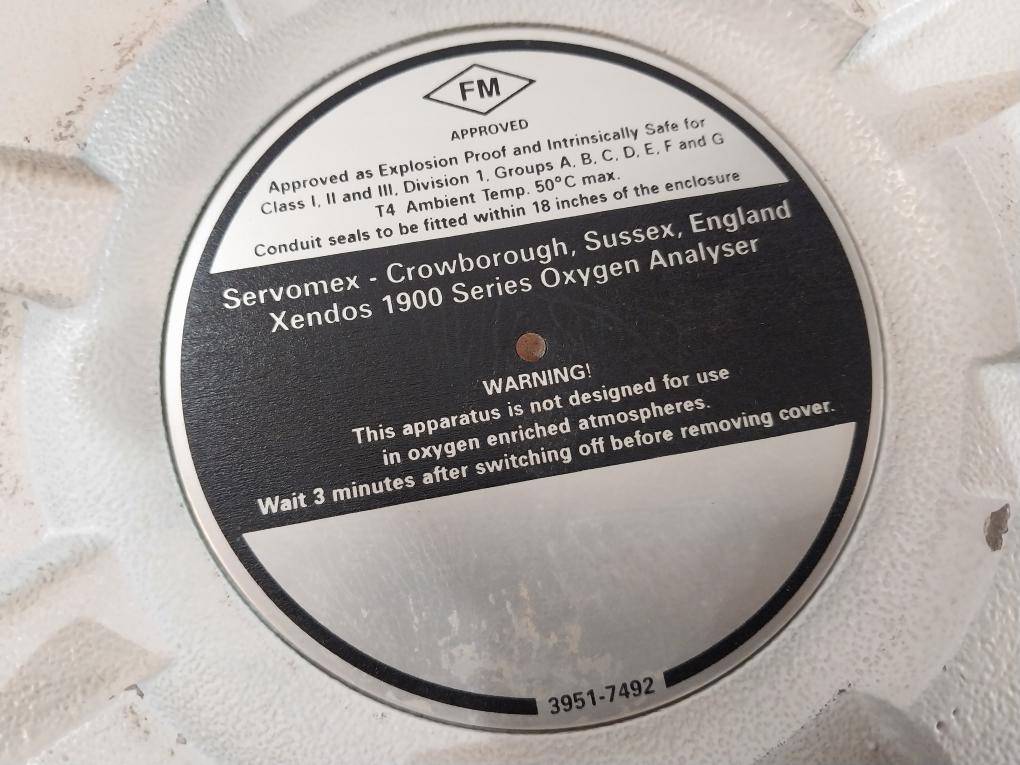 FM
APPROVED
Approved as Explosion Proof and Intrinsically Safe for
Class I, II and III, Division 1, Groups A, B, C, D, E, F and G
T4 Ambient Temp. 50°C max.
Conduit seals to be fitted within 18 inches of the enclosure
Servomex - Crowborough, Sussex, England
Xendos 1900 Series Oxygen Analyser
WARNING!
This apparatus is not designed for use
in oxygen enriched atmospheres.
Wait 3 minutes after switching off before removing cover.
3951-7492